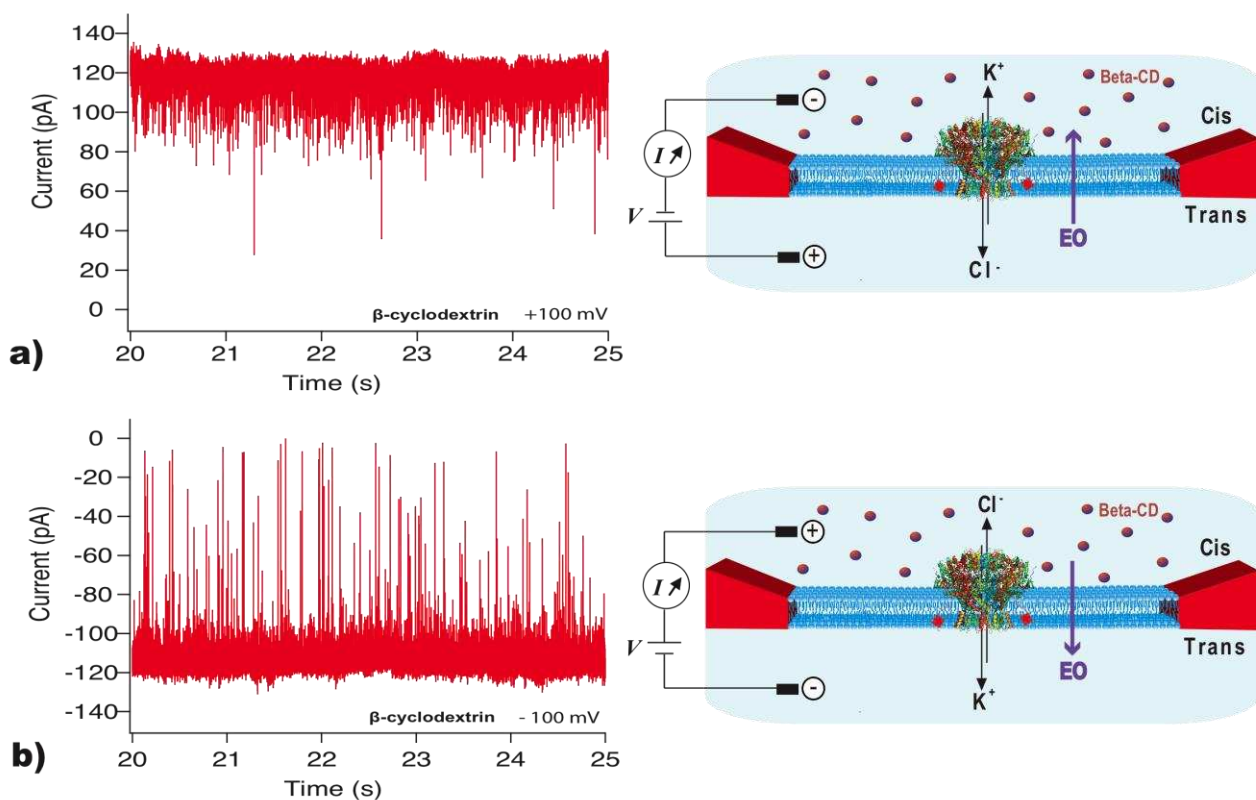 140
120
100
80
60
40
20
0
Current (pA)
β-cyclodextrin +100 mV
20 21 22 23 24 25
Time (s)
a)
K+
Beta-CD
-
Cis
I
V
Trans
EO
+
Cl-
0
-20
-40
-60
-80
-100
-120
-140
Current (pA)
β-cyclodextrin - 100 mV
20 21 22 23 24 25
Time (s)
b)
Cl-
Beta-CD
+
Cis
I
V
Trans
EO
-
K+